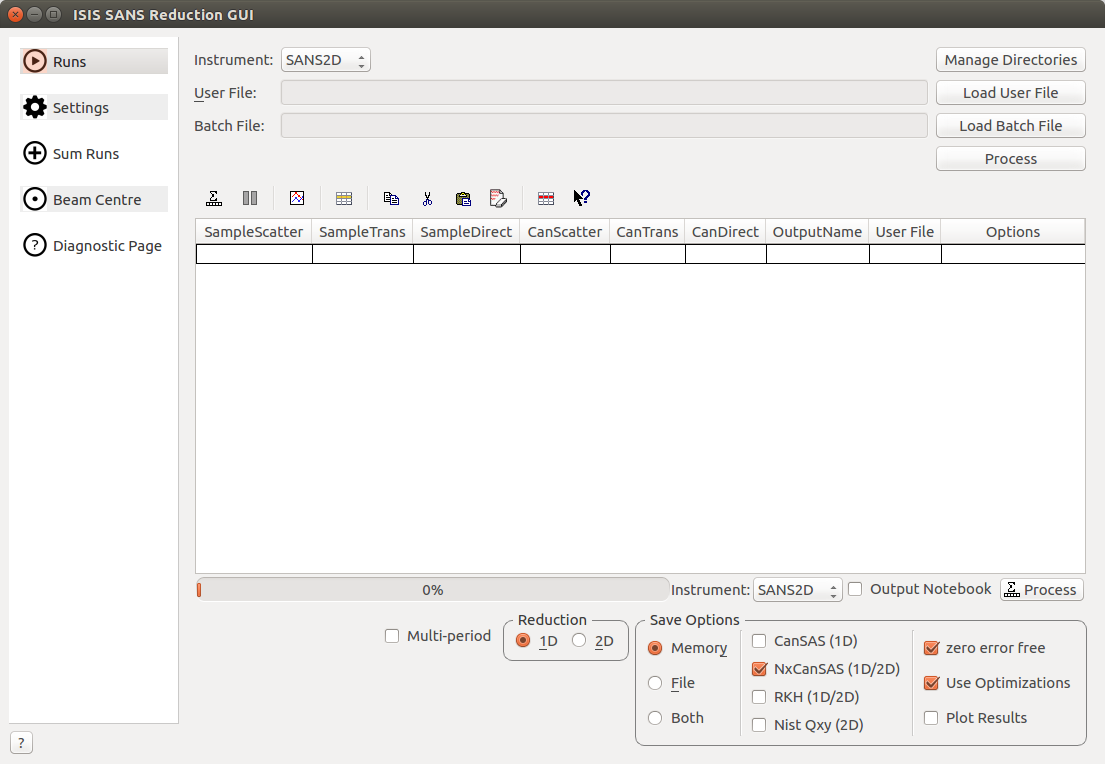 ISIS SANS Reduction GUI
Runs
Settings
Sum Runs
Beam Centre
Diagnostic Page
?
Instrument: SANS2D Manage Directories
User File: Load User File
Batch File: Load Batch File
Process
SampleScatter SampleTrans SampleDirect CanScatter CanTrans CanDirect OutputName User File Options
0% Instrument: SANS2D Output Notebook Process
Multi-period
Reduction
1D 2D
Save Options
Memory
File
Both
CanSAS (1D)
NxCanSAS (1D/2D)
RKH (1D/2D)
Nist Qxy (2D)
zero error free
Use Optimizations
Plot Results